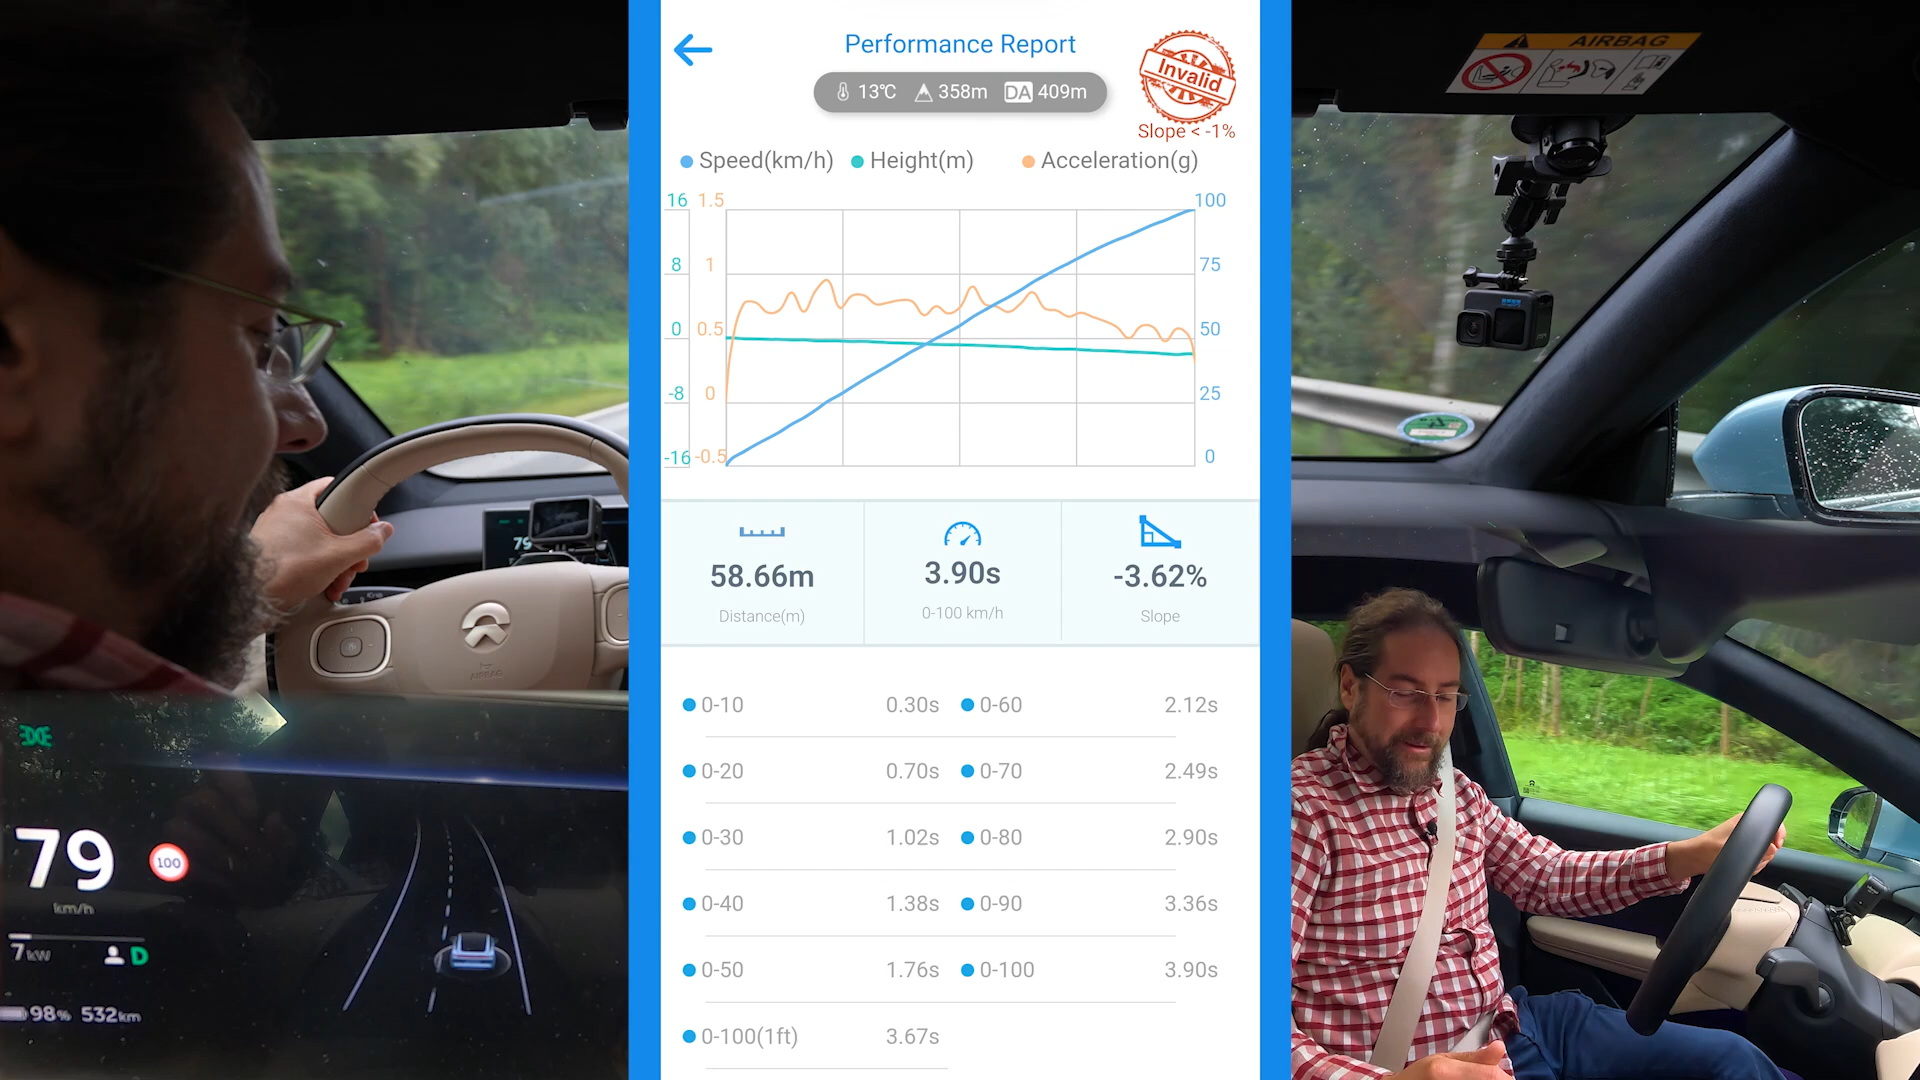 AIRBAG
79
AIRBAG
79
100
km/h
7 kW
D
98% 532km
Performance Report
13℃ 358m DA 409m
Invalid
Slope < -1%
Speed(km/h) Height(m) Acceleration(g)
16 1.5 100
8 1 75
0 0.5 50
-8 0 25
-16 -0.5 0
58.66m 3.90s -3.62%
Distance(m) 0-100 km/h Slope
0-10 0.30s 0-60 2.12s
0-20 0.70s 0-70 2.49s
0-30 1.02s 0-80 2.90s
0-40 1.38s 0-90 3.36s
0-50 1.76s 0-100 3.90s
0-100(1ft) 3.67s